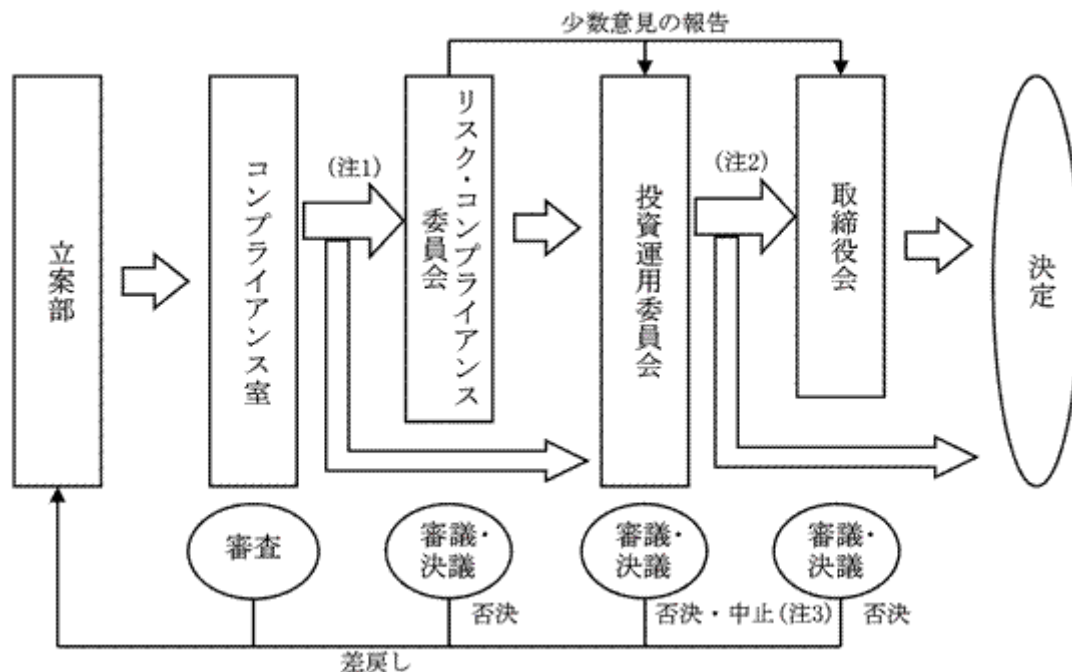 少数意見の報告
立案部
コンプライアンス室
(注1)
リスク・コンプライアンス
委員会
投資運用委員会
(注2)
取締役会
決定
審査
審議・
決議
審議・
決議
審議・
決議
否決
否決・中止(注3)
否決
差戻し